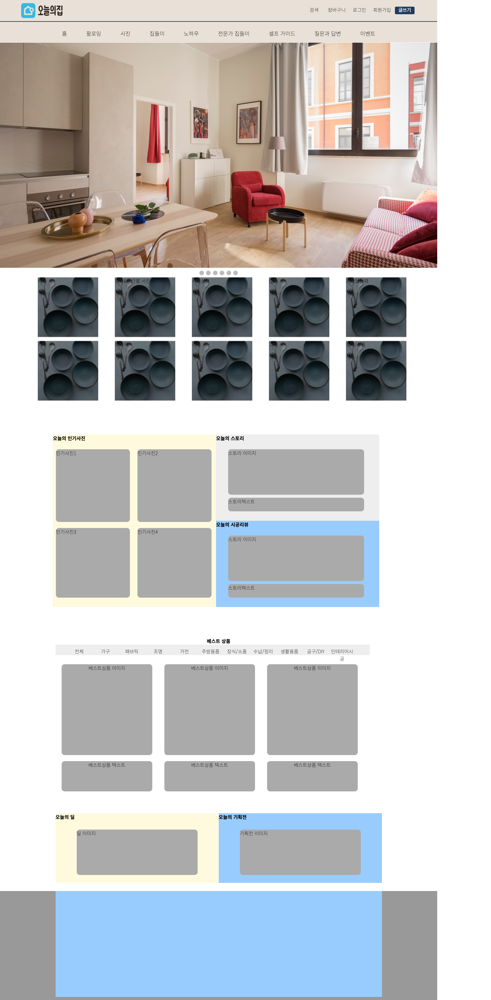 오늘의집
검색 장바구니 로그인 회원가입 글쓰기
홈 팔로잉 사진 집들이 노하우 전문가 집들이 셀프 가이드 질문과 답변 이벤트
배송 평수&공간별 사진 시공상담 Q&A 혼자있을때
가구 패브릭 조명 그릇 장식/소품
오늘의 인기사진 오늘의 스토리
인기사진1 인기사진2 스토리 이미지
스토리텍스트
오늘의 시공리뷰
인기사진3 인기사진4 스토리 이미지
스토리텍스트
베스트 상품
전체 가구 패브릭 조명 가전 주방용품 장식/소품 수납/정리 생활용품 공구/DIY 인테리어시
공
베스트상품 이미지 베스트상품 이미지 베스트상품 이미지
베스트상품 텍스트 베스트상품 텍스트 베스트상품 텍스트
오늘의 딜 오늘의 기획전
딜 이미지 기획전 이미지